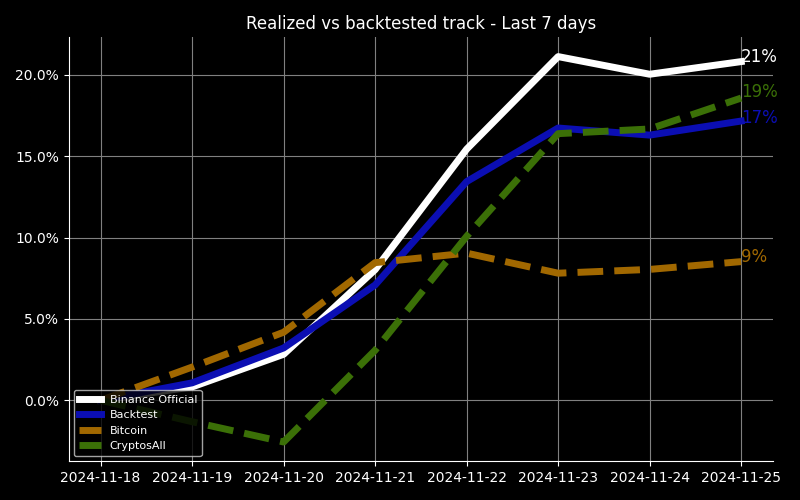 Realized vs backtested track - Last 7 days
20.0%
15.0%
10.0%
5.0%
0.0%
21%
19%
17%
9%
Binance Official
Backtest
Bitcoin
CryptosAll
2024-11-18 2024-11-19 2024-11-20 2024-11-21 2024-11-22 2024-11-23 2024-11-24 2024-11-25